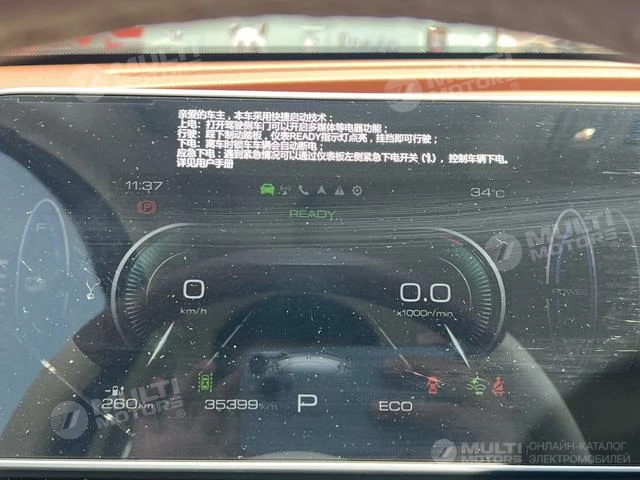 亲爱的车主，本车采用快捷启动技术：
上电：打开驾驶侧车门可以开启多媒体等电器功能；
行驶：踩下制动踏板，仪表READY指示灯点亮，挂挡即可行驶；
下电：离车时锁车车辆会自动断电；
应急下电：遇到紧急情况可以通过仪表板左侧紧急下电开关（），控制车辆下电。
详见用户手册
11:37
34°C
READY
F
0
km/h
0.0
x1000r/min
POWER
260km
35399km
P
ECO
MULTI MOTORS
ОНЛАЙН-КАТАЛОГ
ЭЛЕКТРОМОБИЛЕЙ